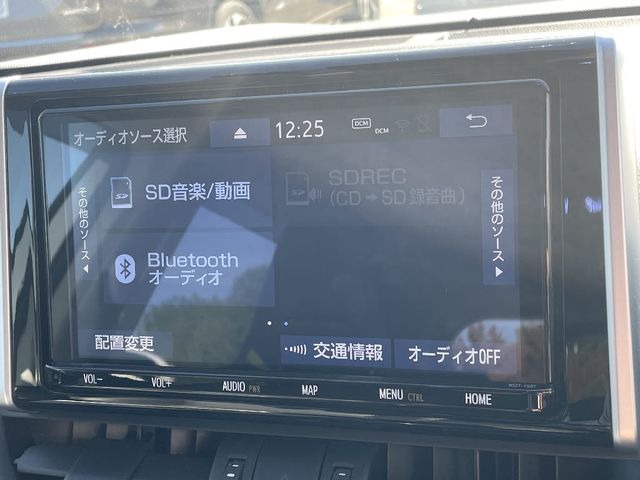 オーディオソース選択
12:25
DCM
DCM
その他のソース
SD
SD音楽/動画
SD
SDREC
(CD→SD録音曲)
その他のソース
Bluetooth
オーディオ
配置変更
交通情報
オーディオOFF
VOL−
VOL+
AUDIO PWR
MAP
MENU CTRL
HOME